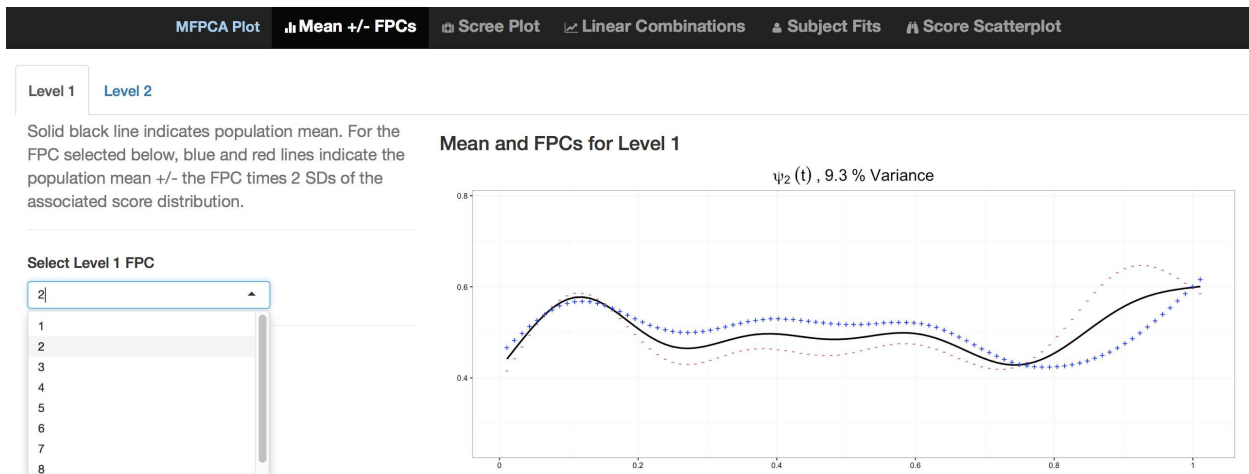 MFPCA Plot Mean +/- FPCs Scree Plot Linear Combinations Subject Fits Score Scatterplot
Level 1 Level 2
Solid black line indicates population mean. For the
FPC selected below, blue and red lines indicate the
population mean +/- the FPC times 2 SDs of the
associated score distribution.
Select Level 1 FPC
2
1
2
3
4
5
6
7
8
Mean and FPCs for Level 1
ψ₂ (t) , 9.3 % Variance
0.8
0.6
0.4
0 0.2 0.4 0.6 0.8 1